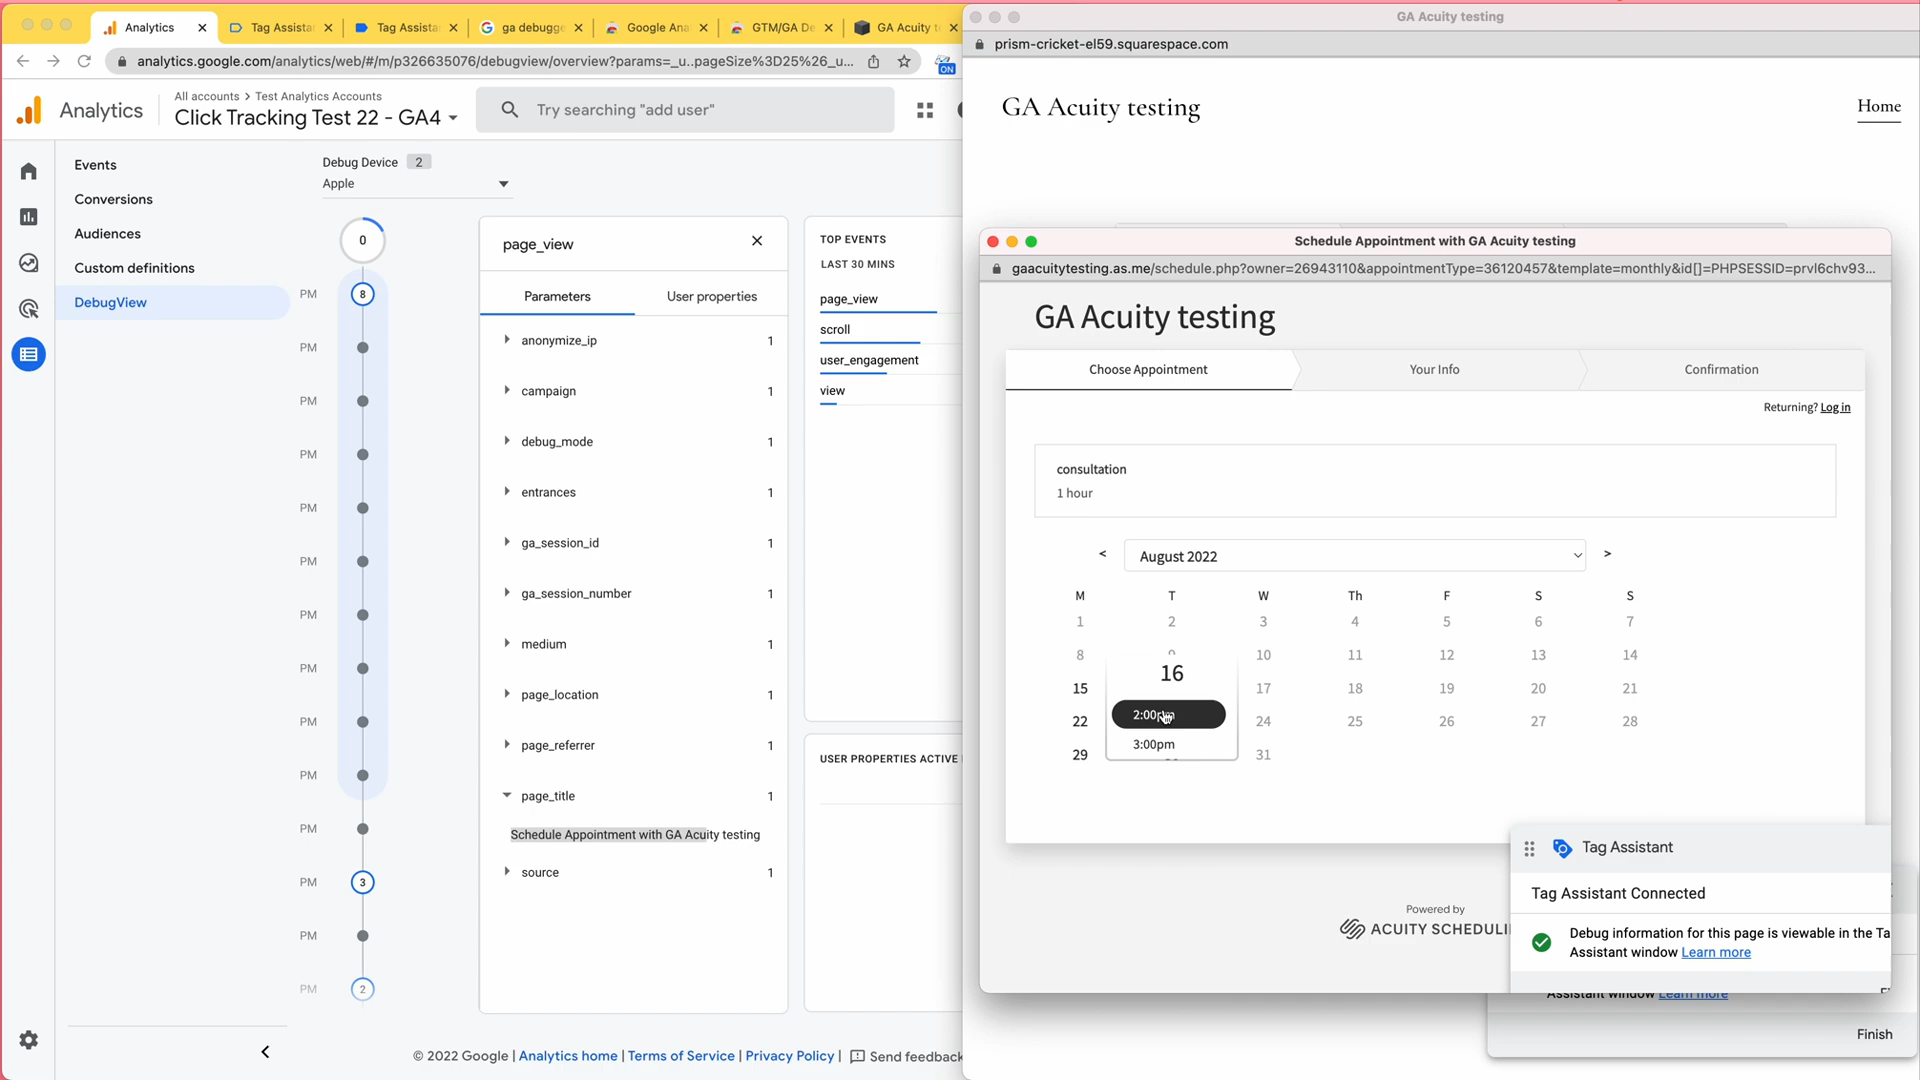 Analytics
Tag Assista
Tag Assista
ga debugge
Google Ana
GTM/GA De
GA Acuity t
analytics.google.com/analytics/web/#/m/p326635076/debugview/overview?params=_u..pageSize%3D25%26_u...
ON
Analytics
All accounts > Test Analytics Accounts
Click Tracking Test 22 - GA4
Try searching "add user"
Events
Conversions
Audiences
Custom definitions
DebugView
Debug Device 2
Apple
0
PM 8
PM
PM
PM
PM
PM
PM
PM
PM
PM
PM
PM 3
PM
PM 2
page_view
Parameters User properties
anonymize_ip 1
campaign 1
debug_mode 1
entrances 1
ga_session_id 1
ga_session_number 1
medium 1
page_location 1
page_referrer 1
page_title 1
Schedule Appointment with GA Acuity testing
source 1
TOP EVENTS
LAST 30 MINS
page_view
scroll
user_engagement
view
USER PROPERTIES ACTIVE
© 2022 Google | Analytics home | Terms of Service | Privacy Policy | Send feedback
GA Acuity testing
prism-cricket-el59.squarespace.com
GA Acuity testing
Home
Schedule Appointment with GA Acuity testing
gaacuitytesting.as.me/schedule.php?owner=26943110&appointmentType=36120457&template=monthly&id[]=PHPSESSID=prvl6chv93...
GA Acuity testing
Choose Appointment Your Info Confirmation
Returning? Log in
consultation
1 hour
< August 2022 >
M T W Th F S S
1 2 3 4 5 6 7
8 10 11 12 13 14
15 16 17 18 19 20 21
22 2:00pm 24 25 26 27 28
29 3:00pm 31
Powered by
ACUITY SCHEDULI
Tag Assistant
Tag Assistant Connected
Debug information for this page is viewable in the Ta
Assistant window Learn more
Assistant window Learn more
Finish